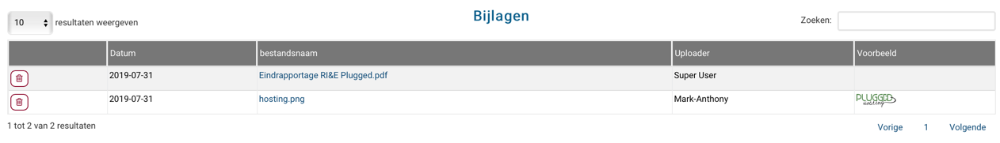 Bijlagen
10 resultaten weergeven
Zoeken:
Datum bestandsnaam Uploader Voorbeeld
2019-07-31 Eindrapportage RI&E Plugged.pdf Super User
2019-07-31 hosting.png Mark-Anthony PLUGGED
hosting
1 tot 2 van 2 resultaten
Vorige 1 Volgende